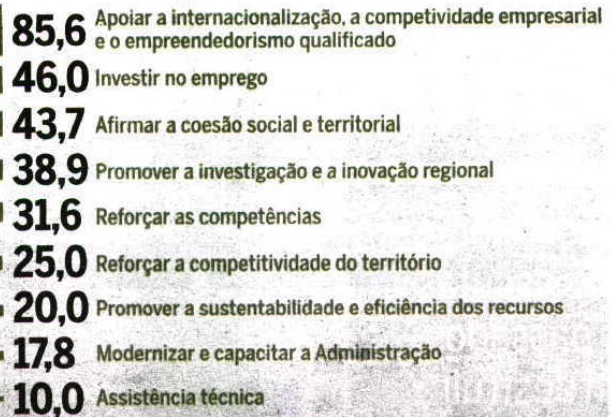 85,6 Apoiar a internacionalização, a competividade empresarial
e o empreendedorismo qualificado
46,0 Investir no emprego
43,7 Afirmar a coesão social e territorial
38,9 Promover a investigação e a inovação regional
31,6 Reforçar as competências
25,0 Reforçar a competitividade do território
20,0 Promover a sustentabilidade e eficiência dos recursos
17,8 Modernizar e capacitar a Administração
10,0 Assistência técnica